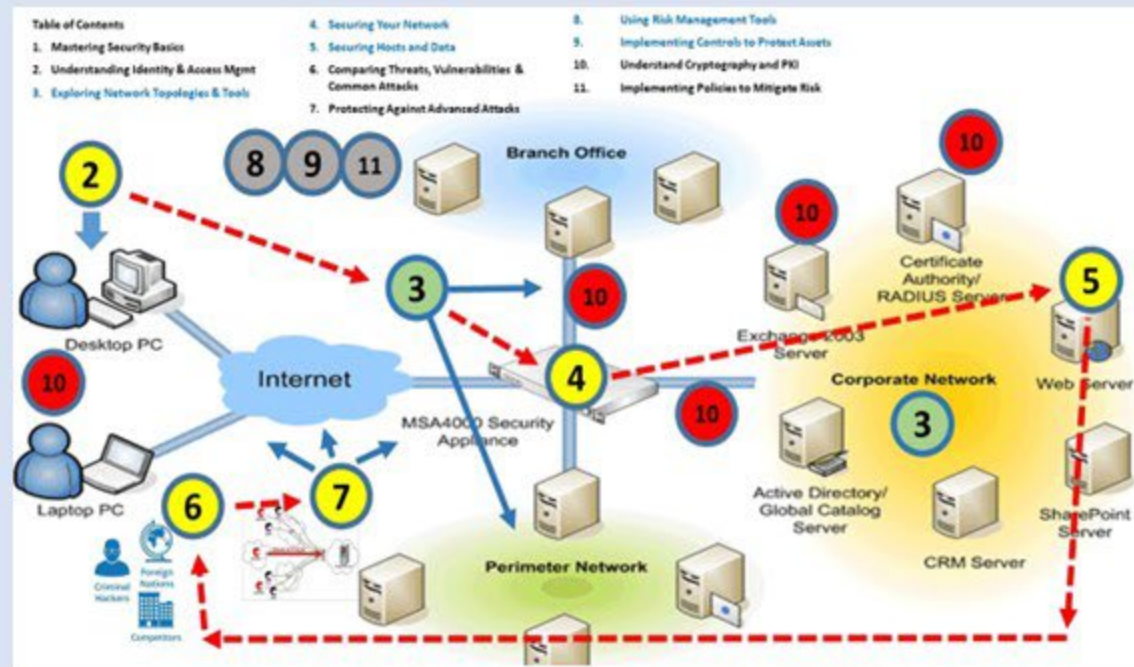 Table of Contents
1. Mastering Security Basics
2. Understanding Identity & Access Mgmt
3. Exploring Network Topologies & Tools
4. Securing Your Network
5. Securing Hosts and Data
6. Comparing Threats, Vulnerabilities &
Common Attacks
7. Protecting Against Advanced Attacks
8. Using Risk Management Tools
9. Implementing Controls to Protect Assets
10. Understand Cryptography and PKI
11. Implementing Policies to Mitigate Risk
8
9
11
Branch Office
10
2
10
Certificate
Authority/
RADIUS Server
5
3
10
Desktop PC
Exchange 2003
Server
Web Server
10
Internet
4
Corporate Network
10
3
MSA4000 Security
Appliance
Laptop PC
6
7
Active Directory/
Global Catalog
Server
SharePoint
Server
CRM Server
Criminal
Hackers
Foreign
Nations
Competitors
Perimeter Network